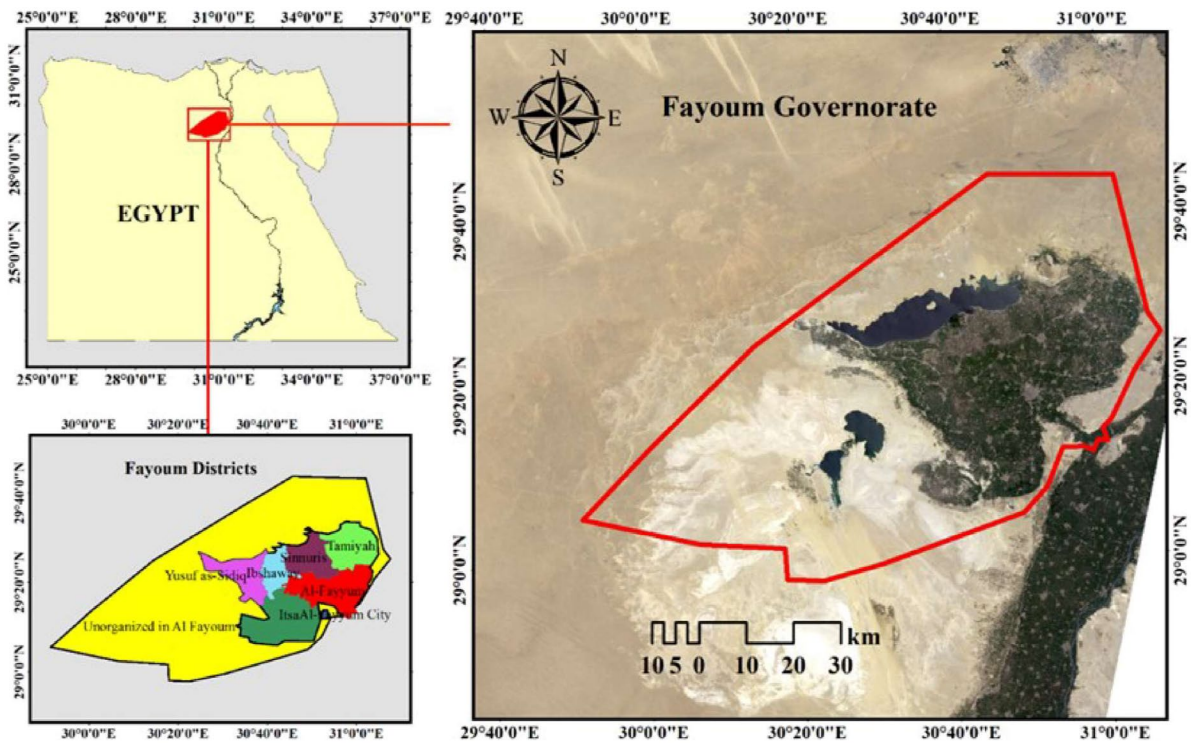 25°0'0"E 28°0'0"E 31°0'0"E 34°0'0"E 37°0'0"E
31°0'0"N
28°0'0"N
25°0'0"N
EGYPT
25°0'0"E 28°0'0"E 31°0'0"E 34°0'0"E 37°0'0"E
30°0'0"E 30°20'0"E 30°40'0"E 31°0'0"E
Fayoum Districts
29°40'0"N
29°20'0"N
29°0'0"N
Tamiyah
Sinnuris
Ibshaway
Yusuf as-Sidiq
Al-Fayyum
Itsa
Al-Fayyum City
Unorganized in Al Fayoum
30°0'0"E 30°20'0"E 30°40'0"E 31°0'0"E
29°40'0"E 30°0'0"E 30°20'0"E 30°40'0"E 31°0'0"E
N
W E
S
Fayoum Governorate
29°40'0"N
29°20'0"N
29°0'0"N
29°40'0"N
29°20'0"N
29°0'0"N
km
10 5 0 10 20 30
29°40'0"E 30°0'0"E 30°20'0"E 30°40'0"E 31°0'0"E